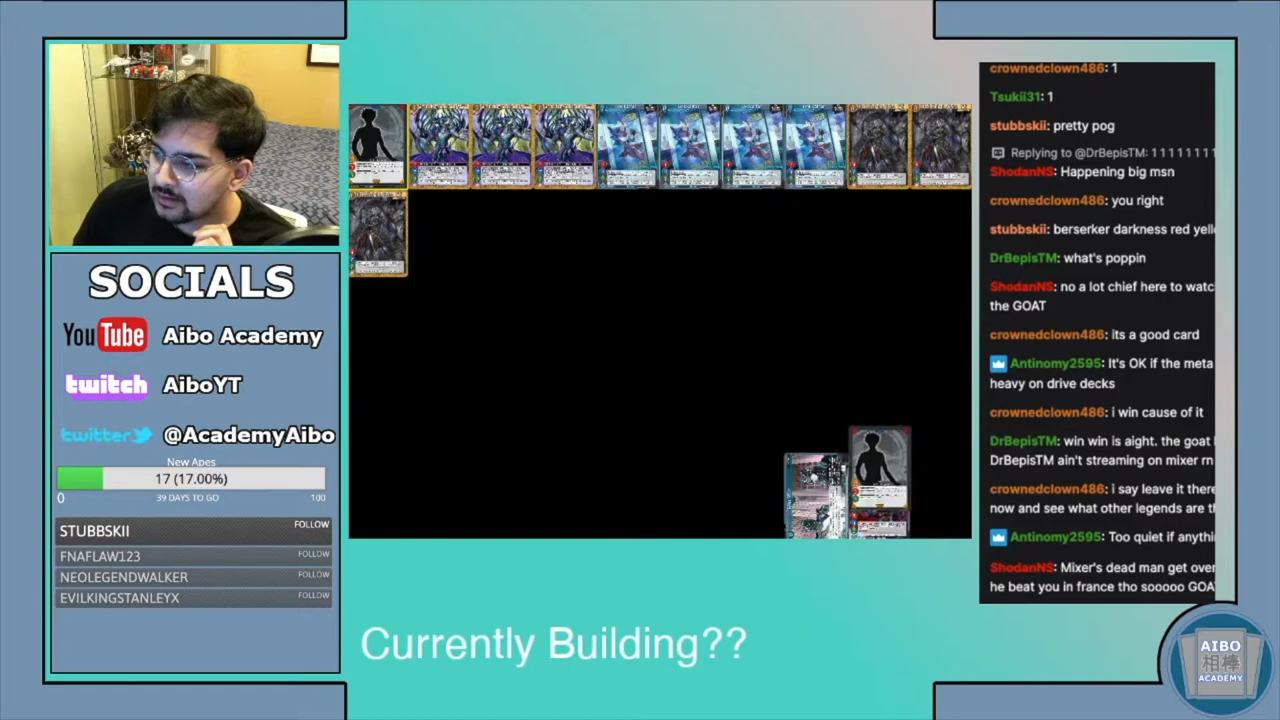 SOCIALS
YouTube Aibo Academy
twitch AiboYT
twitter @AcademyAibo
New Apes
17 (17.00%)
0 39 DAYS TO GO 100
STUBBSKII FOLLOW
FNAFLAW123 FOLLOW
NEOLEGENDWALKER FOLLOW
EVILKINGSTANLEYX FOLLOW
Currently Building??
crownedclown486: 1
Tsukii31: 1
stubbskii: pretty pog
Replying to @DrBepisTM: 1 1 1 1 1 1 1 1
ShodanNS: Happening big msn
crownedclown486: you right
stubbskii: berserker darkness red yell
DrBepisTM: what's poppin
ShodanNS: no a lot chief here to watc
the GOAT
crownedclown486: its a good card
Antinomy2595: It's OK if the meta
heavy on drive decks
crownedclown486: i win cause of it
DrBepisTM: win win is aight. the goat
DrBepisTM ain't streaming on mixer rn
crownedclown486: i say leave it there
now and see what other legends are th
Antinomy2595: Too quiet if anythi
ShodanNS: Mixer's dead man get over
he beat you in france tho sooooo GOA
AIBO
相棒
ACADEMY